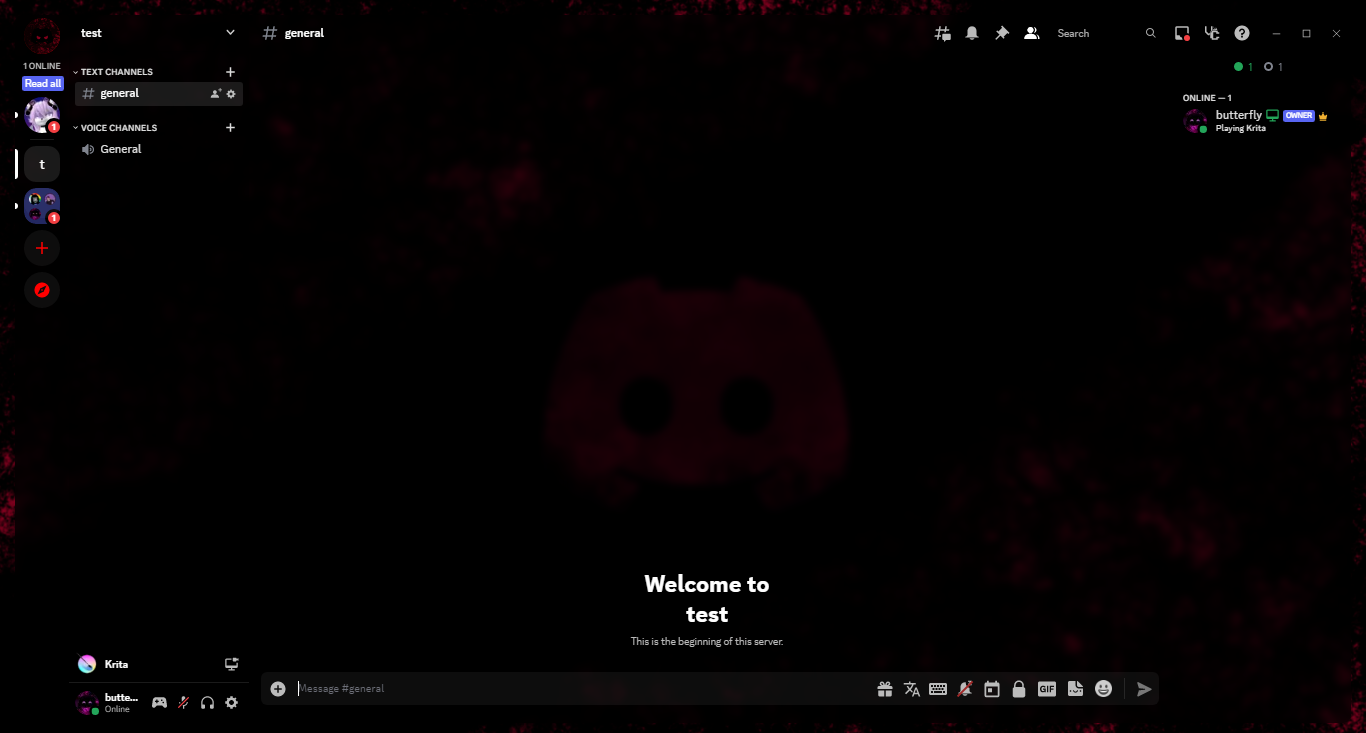 test
general
Search
1 ONLINE
Read all
TEXT CHANNELS
general
VOICE CHANNELS
General
1
t
1
1 1
ONLINE — 1
butterfly OWNER
Playing Krita
Welcome to
test
This is the beginning of this server.
Krita
butte...
Online
Message #general
GIF